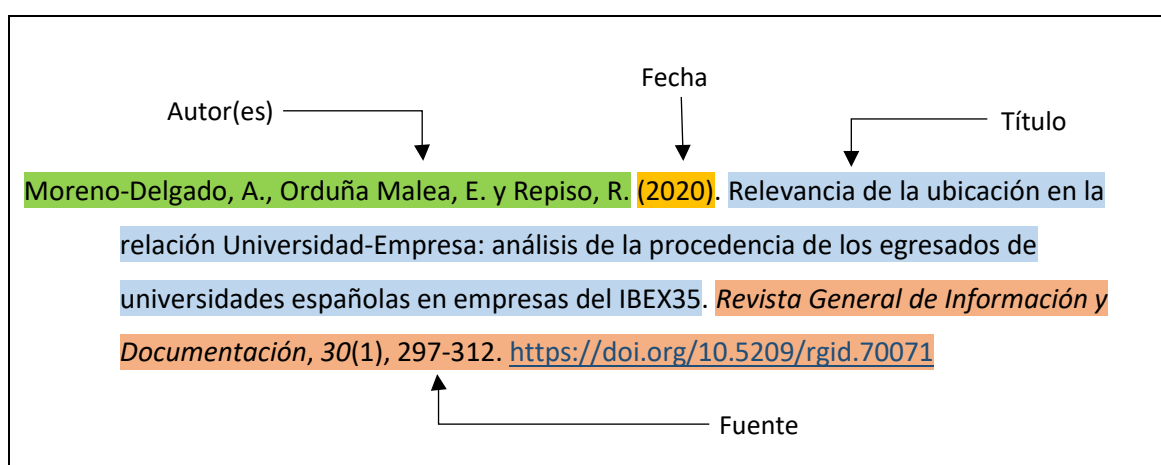 Fecha
Autor(es)
Título
Moreno-Delgado, A., Orduña Malea, E. y Repiso, R. (2020). Relevancia de la ubicación en la
relación Universidad-Empresa: análisis de la procedencia de los egresados de
universidades españolas en empresas del IBEX35. Revista General de Información y
Documentación, 30(1), 297-312. https://doi.org/10.5209/rgid.70071
Fuente